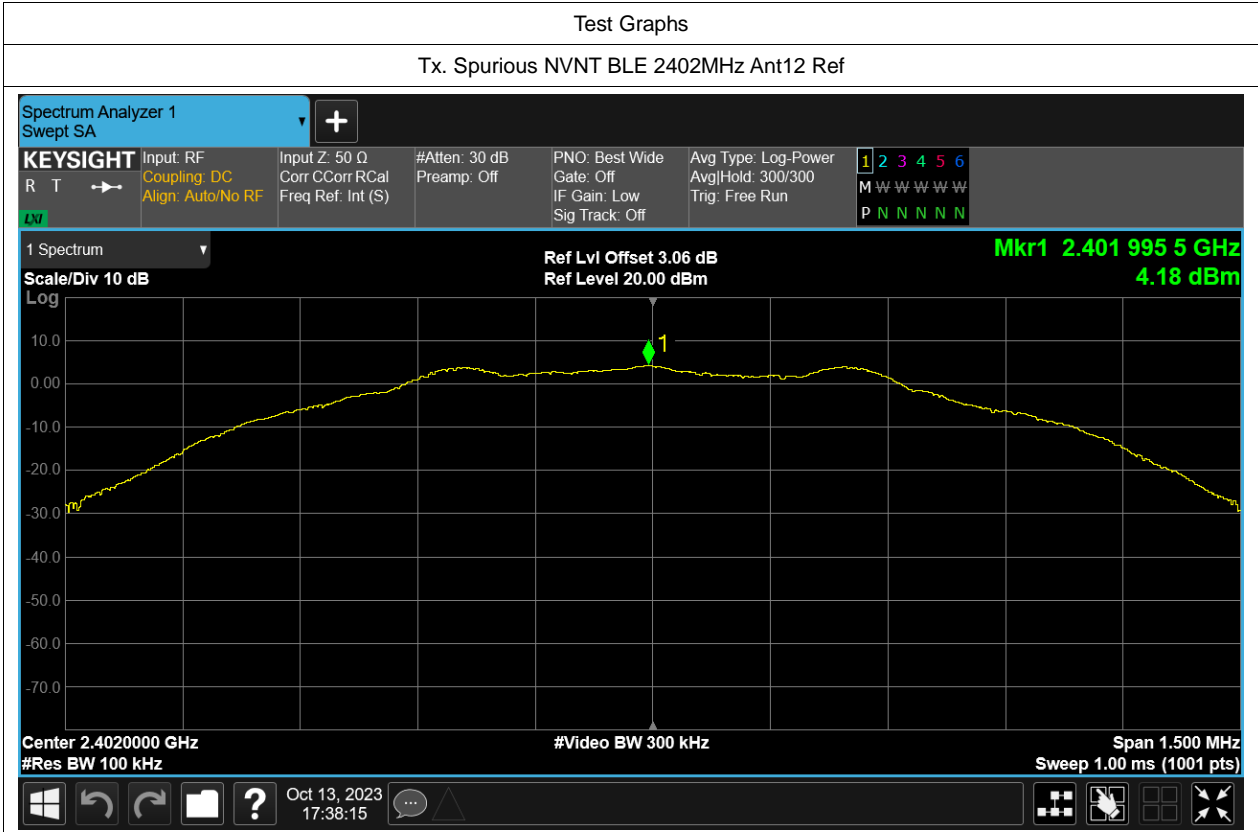 Test Graphs
Tx. Spurious NVNT BLE 2402MHz Ant12 Ref
Spectrum Analyzer 1
Swept SA
+
KEYSIGHT
R T
LXI
Input: RF
Coupling: DC
Align: Auto/No RF
Input Z: 50 Ω
Corr CCorr RCal
Freq Ref: Int (S)
#Atten: 30 dB
Preamp: Off
PNO: Best Wide
Gate: Off
IF Gain: Low
Sig Track: Off
Avg Type: Log-Power
Avg|Hold: 300/300
Trig: Free Run
1 2 3 4 5 6
M W W W W W
P N N N N N
1 Spectrum
Scale/Div 10 dB
Ref Lvl Offset 3.06 dB
Ref Level 20.00 dBm
Mkr1 2.401 995 5 GHz
4.18 dBm
Log
10.0
0.00
-10.0
-20.0
-30.0
-40.0
-50.0
-60.0
-70.0
1
Center 2.4020000 GHz
#Res BW 100 kHz
#Video BW 300 kHz
Span 1.500 MHz
Sweep 1.00 ms (1001 pts)
?
Oct 13, 2023
17:38:15